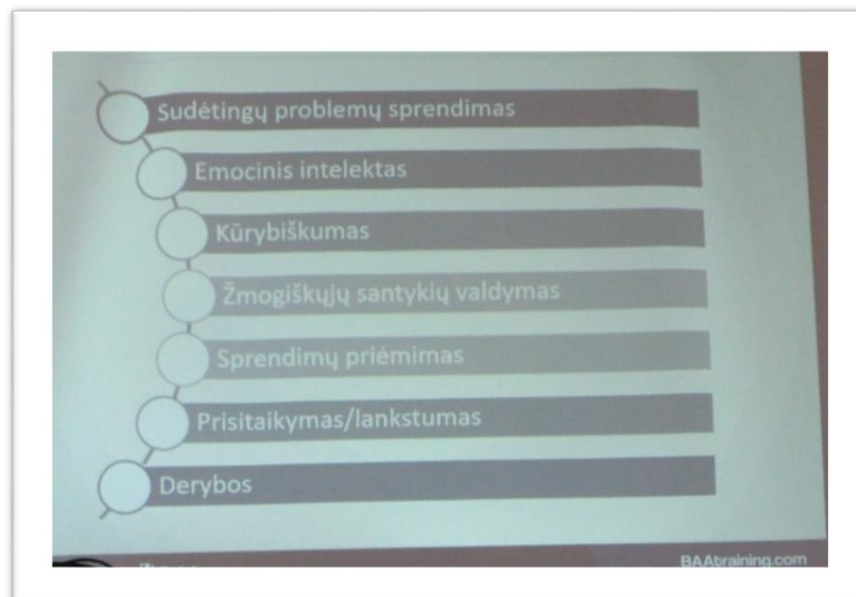 Sudėtingų problemų sprendimas
Emocinis intelektas
Kūrybiškumas
Žmogiškųjų santykių valdymas
Sprendimų priėmimas
Prisitaikymas/lankstumas
Derybos
BAAtraining.com